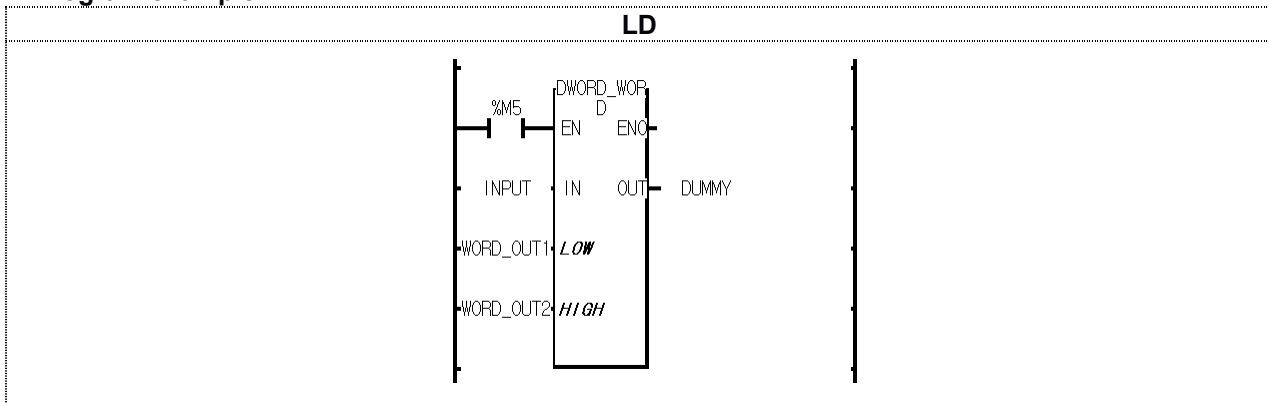 LD
DWORD_WOR
D
%M5
EN ENO
INPUT IN OUT DUMMY
WORD_OUT1 LOW
WORD_OUT2 HIGH